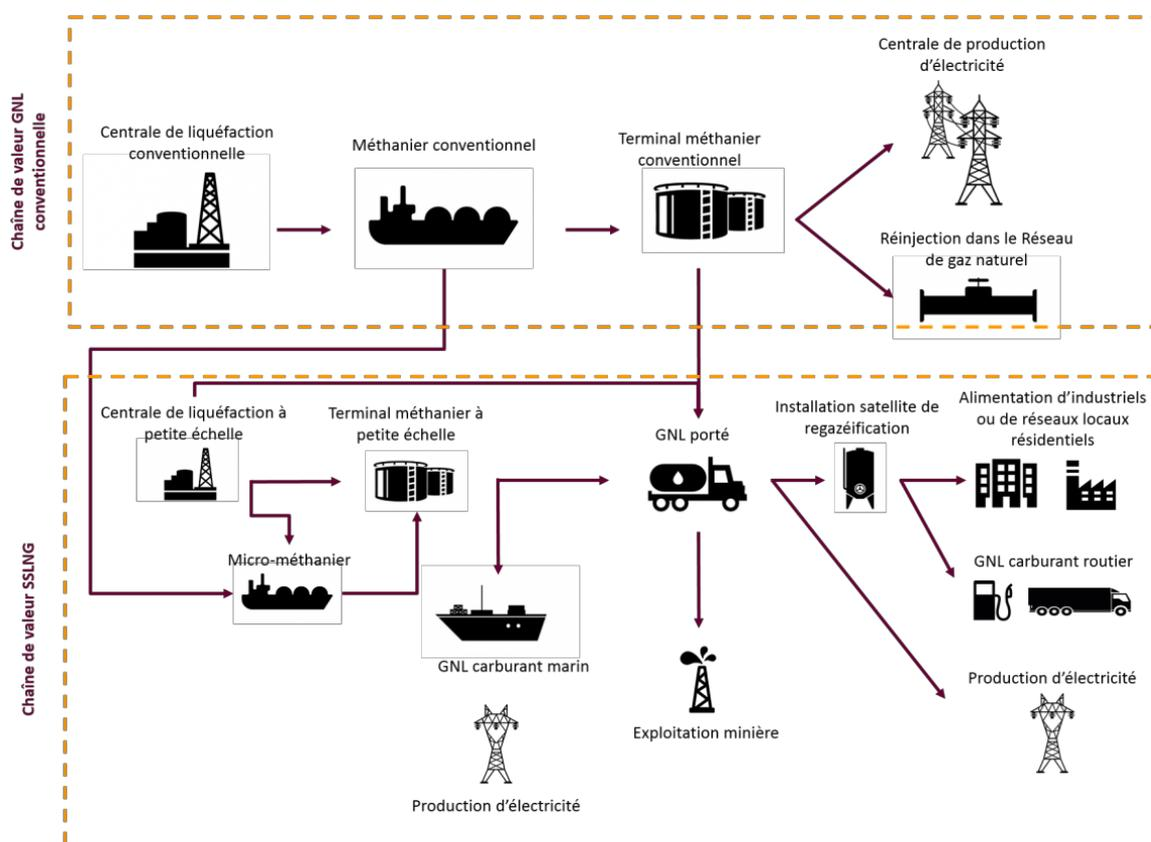 Chaîne de valeur GNL
conventionnelle
Centrale de liquéfaction
conventionnelle
Méthanier conventionnel
Terminal méthanier
conventionnel
Centrale de production
d'électricité
Réinjection dans le Réseau
de gaz naturel
Chaîne de valeur SSLNG
Centrale de liquéfaction à
petite échelle
Terminal méthanier à
petite échelle
GNL porté
Installation satellite de
regazéification
Alimentation d'industriels
ou de réseaux locaux
résidentiels
Micro-méthanier
GNL carburant marin
GNL carburant routier
Exploitation minière
Production d'électricité
Production d'électricité